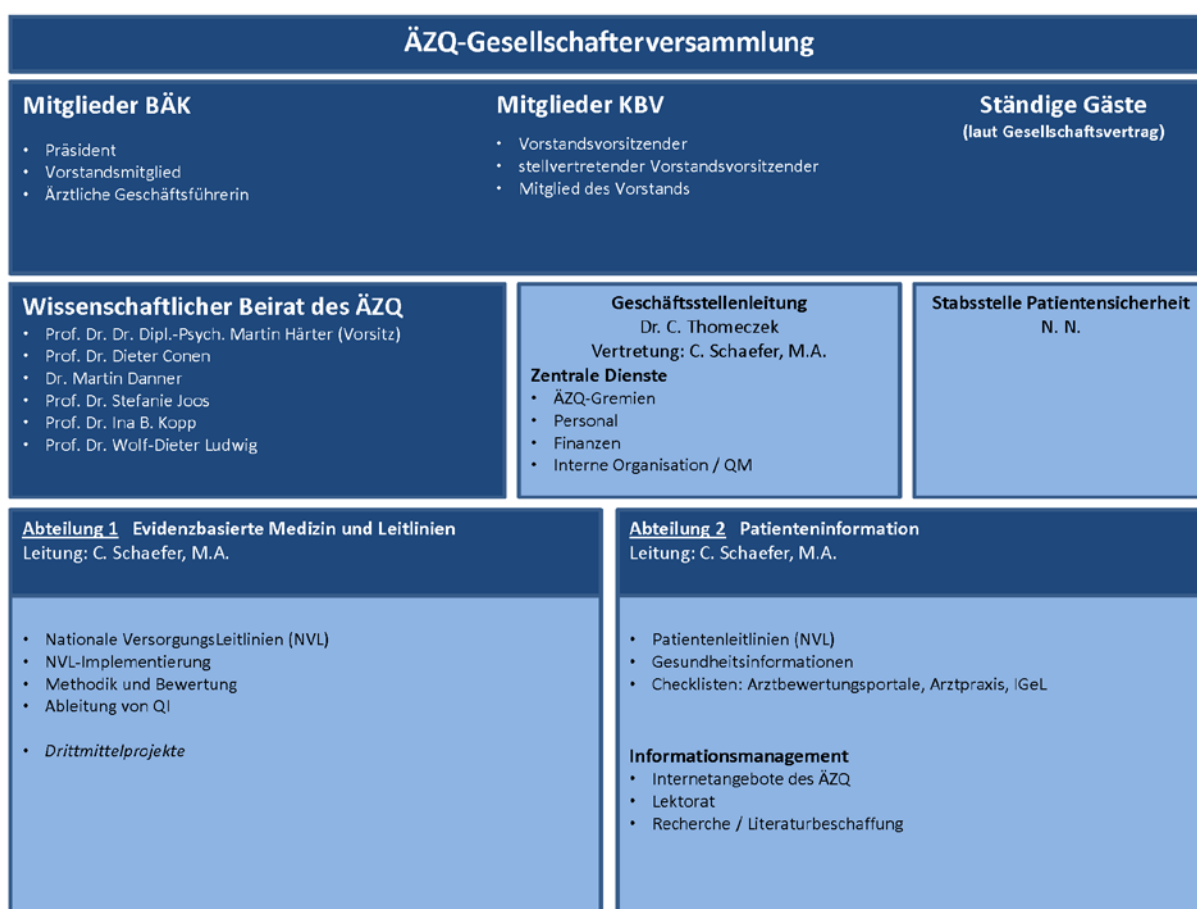 ÄZQ-Gesellschafterversammlung
Mitglieder BÄK
• Präsident
• Vorstandsmitglied
• Ärztliche Geschäftsführerin
Mitglieder KBV
• Vorstandsvorsitzender
• stellvertretender Vorstandsvorsitzender
• Mitglied des Vorstands
Ständige Gäste
(laut Gesellschaftsvertrag)
Wissenschaftlicher Beirat des ÄZQ
• Prof. Dr. Dr. Dipl.-Psych. Martin Härter (Vorsitz)
• Prof. Dr. Dieter Conen
• Dr. Martin Danner
• Prof. Dr. Stefanie Joos
• Prof. Dr. Ina B. Kopp
• Prof. Dr. Wolf-Dieter Ludwig
Geschäftsstellenleitung
Dr. C. Thomeczek
Vertretung: C. Schaefer, M.A.
Zentrale Dienste
• ÄZQ-Gremien
• Personal
• Finanzen
• Interne Organisation / QM
Stabsstelle Patientensicherheit
N. N.
Abteilung 1 Evidenzbasierte Medizin und Leitlinien
Leitung: C. Schaefer, M.A.
• Nationale VersorgungsLeitlinien (NVL)
• NVL-Implementierung
• Methodik und Bewertung
• Ableitung von QI
• Drittmittelprojekte
Abteilung 2 Patienteninformation
Leitung: C. Schaefer, M.A.
• Patientenleitlinien (NVL)
• Gesundheitsinformationen
• Checklisten: Arztbewertungsportale, Arztpraxis, IGeL
Informationsmanagement
• Internetangebote des ÄZQ
• Lektorat
• Recherche / Literaturbeschaffung